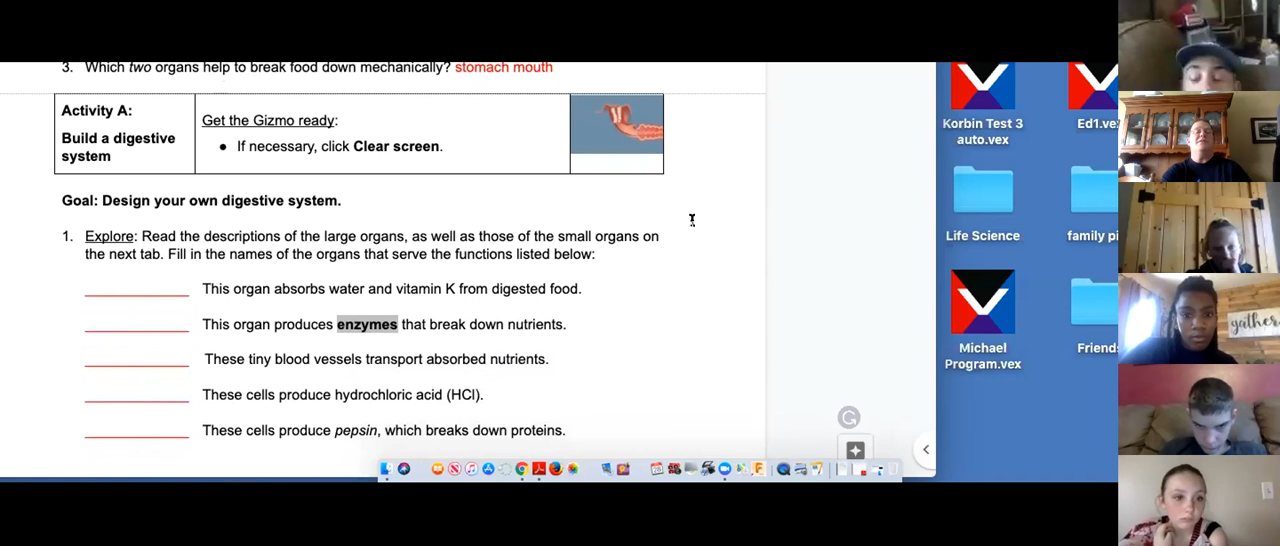 3. Which two organs help to break food down mechanically? stomach mouth
Activity A:
Build a digestive
system
Get the Gizmo ready:
● If necessary, click Clear screen.
Goal: Design your own digestive system.
1. Explore: Read the descriptions of the large organs, as well as those of the small organs on
the next tab. Fill in the names of the organs that serve the functions listed below:
This organ absorbs water and vitamin K from digested food.
This organ produces enzymes that break down nutrients.
These tiny blood vessels transport absorbed nutrients.
These cells produce hydrochloric acid (HCl).
These cells produce pepsin, which breaks down proteins.
Korbin Test 3
auto.vex
Ed1.ve
Life Science
family pi
Michael
Program.vex
Friend
gather